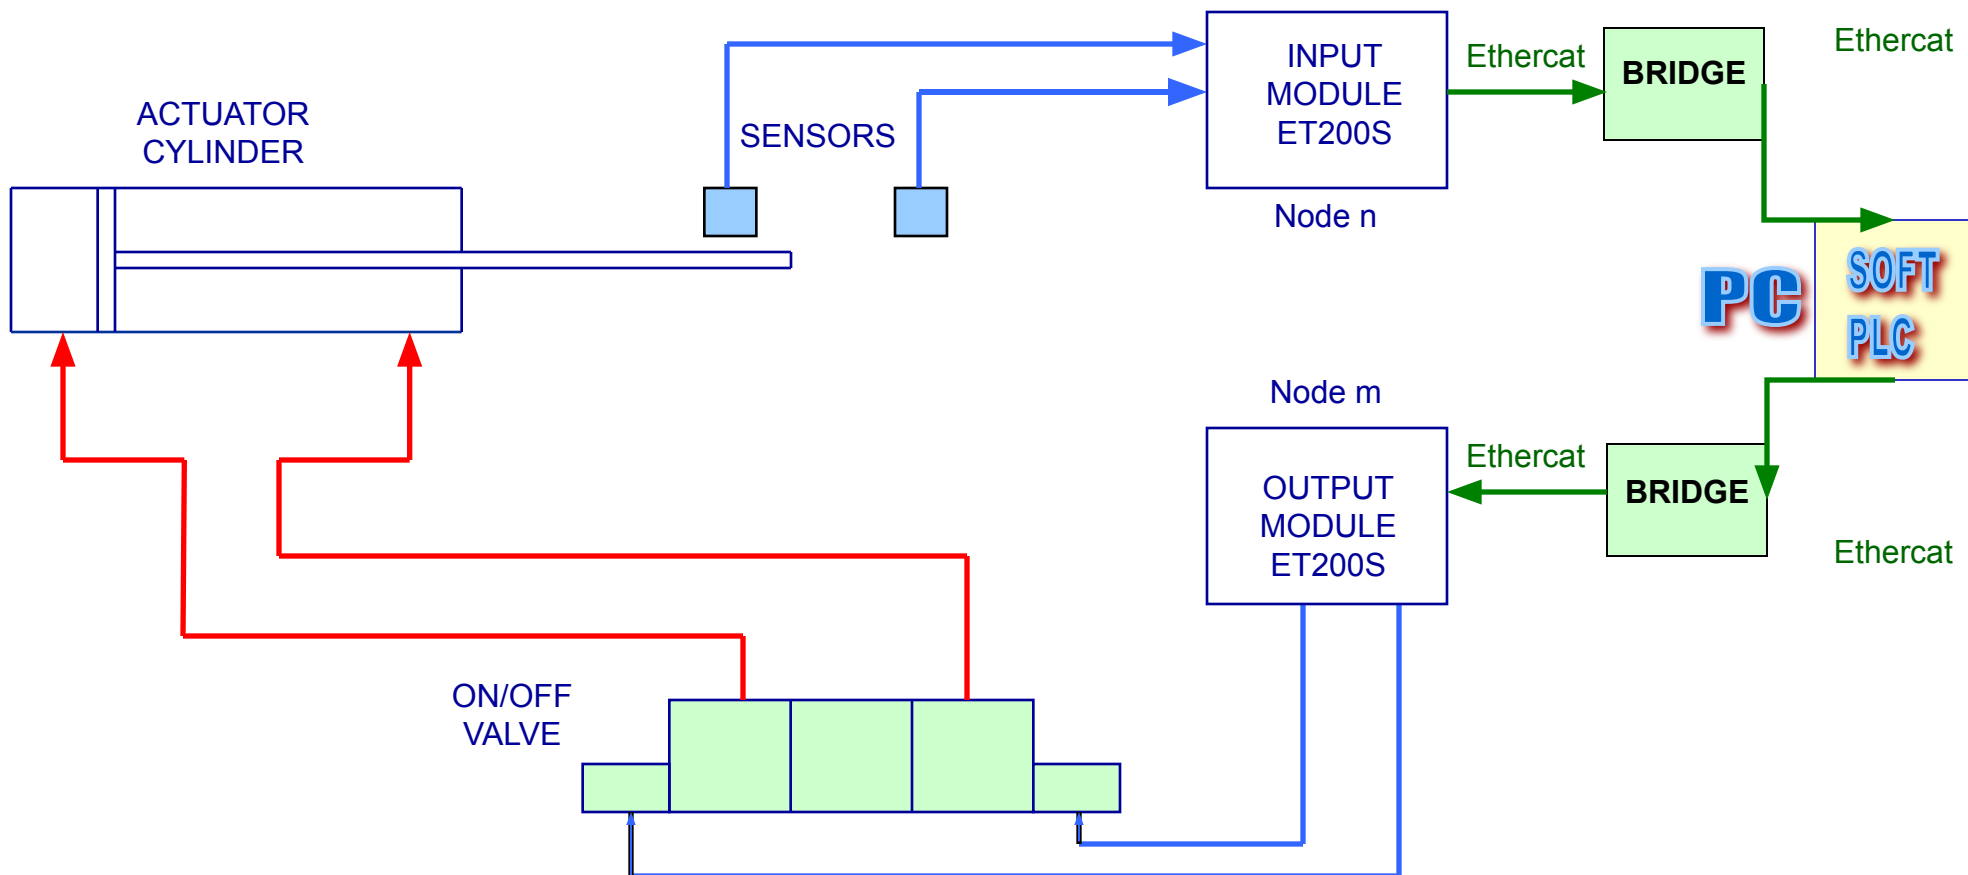 ACTUATOR
CYLINDER
SENSORS
INPUT
MODULE
ET200S
Node n
Ethercat
BRIDGE
Ethercat
PC
SOFT
PLC
Node m
OUTPUT
MODULE
ET200S
Ethercat
BRIDGE
Ethercat
ON/OFF
VALVE